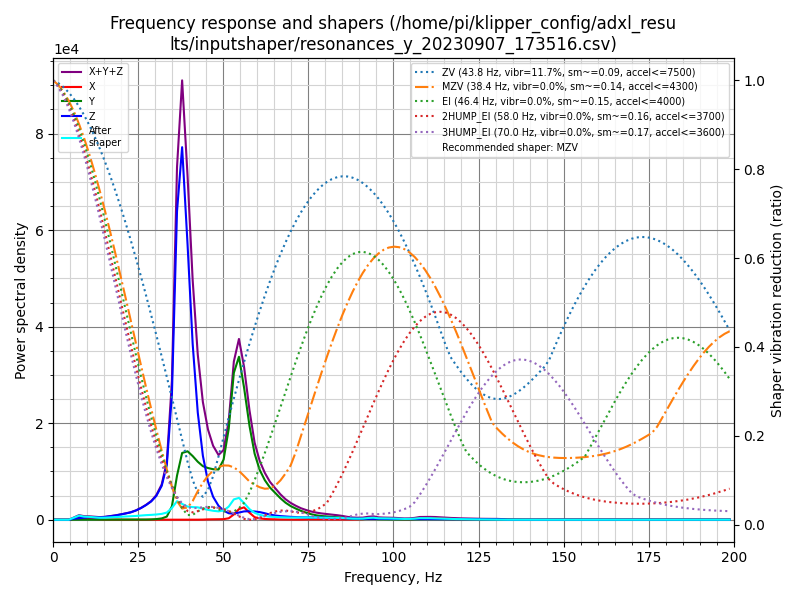 Frequency response and shapers (/home/pi/klipper_config/adxl_resu
lts/inputshaper/resonances_y_20230907_173516.csv)
1e4
X+Y+Z
X
Y
Z
After
shaper
ZV (43.8 Hz, vibr=11.7%, sm~=0.09, accel<=7500)
MZV (38.4 Hz, vibr=0.0%, sm~=0.14, accel<=4300)
EI (46.4 Hz, vibr=0.0%, sm~=0.15, accel<=4000)
2HUMP_EI (58.0 Hz, vibr=0.0%, sm~=0.16, accel<=3700)
3HUMP_EI (70.0 Hz, vibr=0.0%, sm~=0.17, accel<=3600)
Recommended shaper: MZV
Power spectral density
8
6
4
2
0
1.0
0.8
0.6
0.4
0.2
0.0
Shaper vibration reduction (ratio)
0 25 50 75 100 125 150 175 200
Frequency, Hz